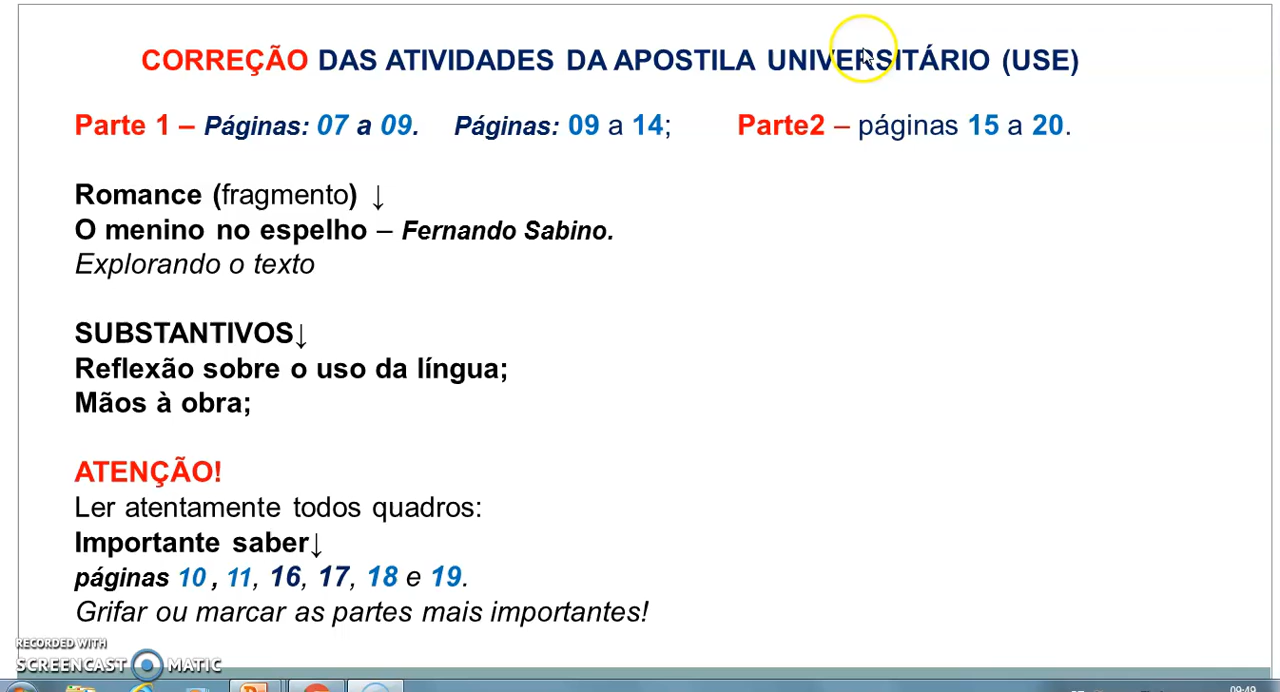 CORREÇÃO DAS ATIVIDADES DA APOSTILA UNIVERSITÁRIO (USE)
Parte 1 – Páginas: 07 a 09. Páginas: 09 a 14; Parte2 – páginas 15 a 20.
Romance (fragmento) ↓
O menino no espelho – Fernando Sabino.
Explorando o texto
SUBSTANTIVOS↓
Reflexão sobre o uso da língua;
Mãos à obra;
ATENÇÃO!
Ler atentamente todos quadros:
Importante saber↓
páginas 10 , 11, 16, 17, 18 e 19.
Grifar ou marcar as partes mais importantes!
RECORDED WITH
SCREENCAST MATIC
09:49